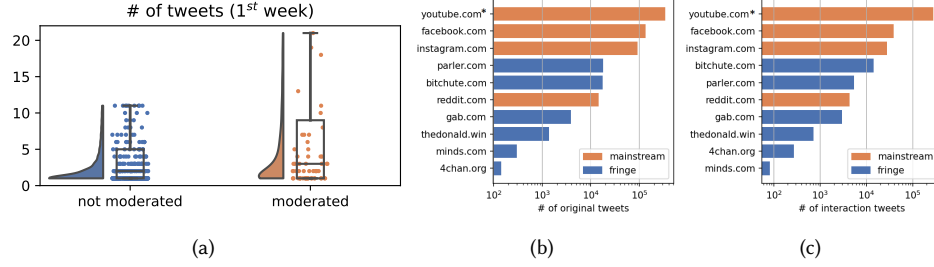 # of tweets (1st week)
20
15
10
5
0
not moderated
moderated
(a)
youtube.com*
facebook.com
instagram.com
parler.com
bitchute.com
reddit.com
gab.com
thedonald.win
minds.com
4chan.org
mainstream
fringe
10² 10³ 10⁴ 10⁵
# of original tweets
(b)
youtube.com*
facebook.com
instagram.com
bitchute.com
parler.com
reddit.com
gab.com
thedonald.win
4chan.org
minds.com
mainstream
fringe
10² 10³ 10⁴ 10⁵
# of interaction tweets
(c)